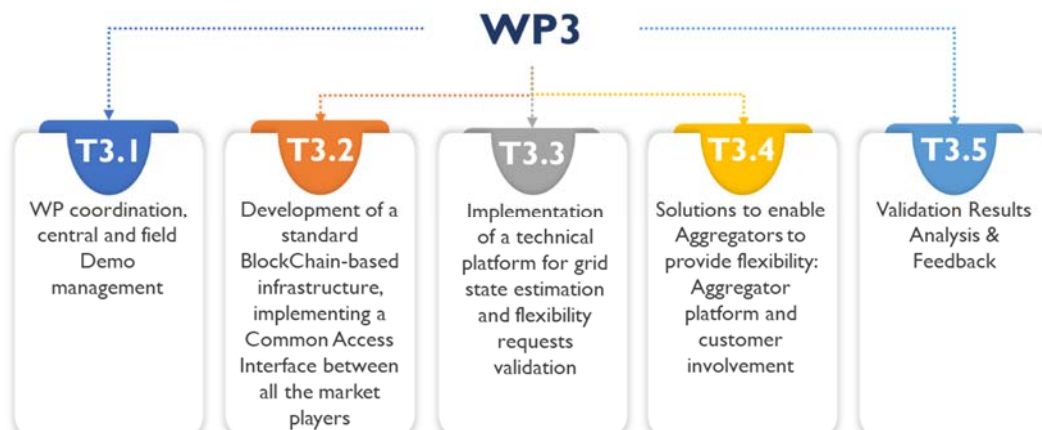 WP3
T3.1
WP coordination,
central and field
Demo
management
T3.2
Development of a
standard
BlockChain-based
infrastructure,
implementing a
Common Access
Interface between
all the market
players
T3.3
Implementation
of a technical
platform for grid
state estimation
and flexibility
requests
validation
T3.4
Solutions to enable
Aggregators to
provide flexibility:
Aggregator
platform and
customer
involvement
T3.5
Validation Results
Analysis &
Feedback